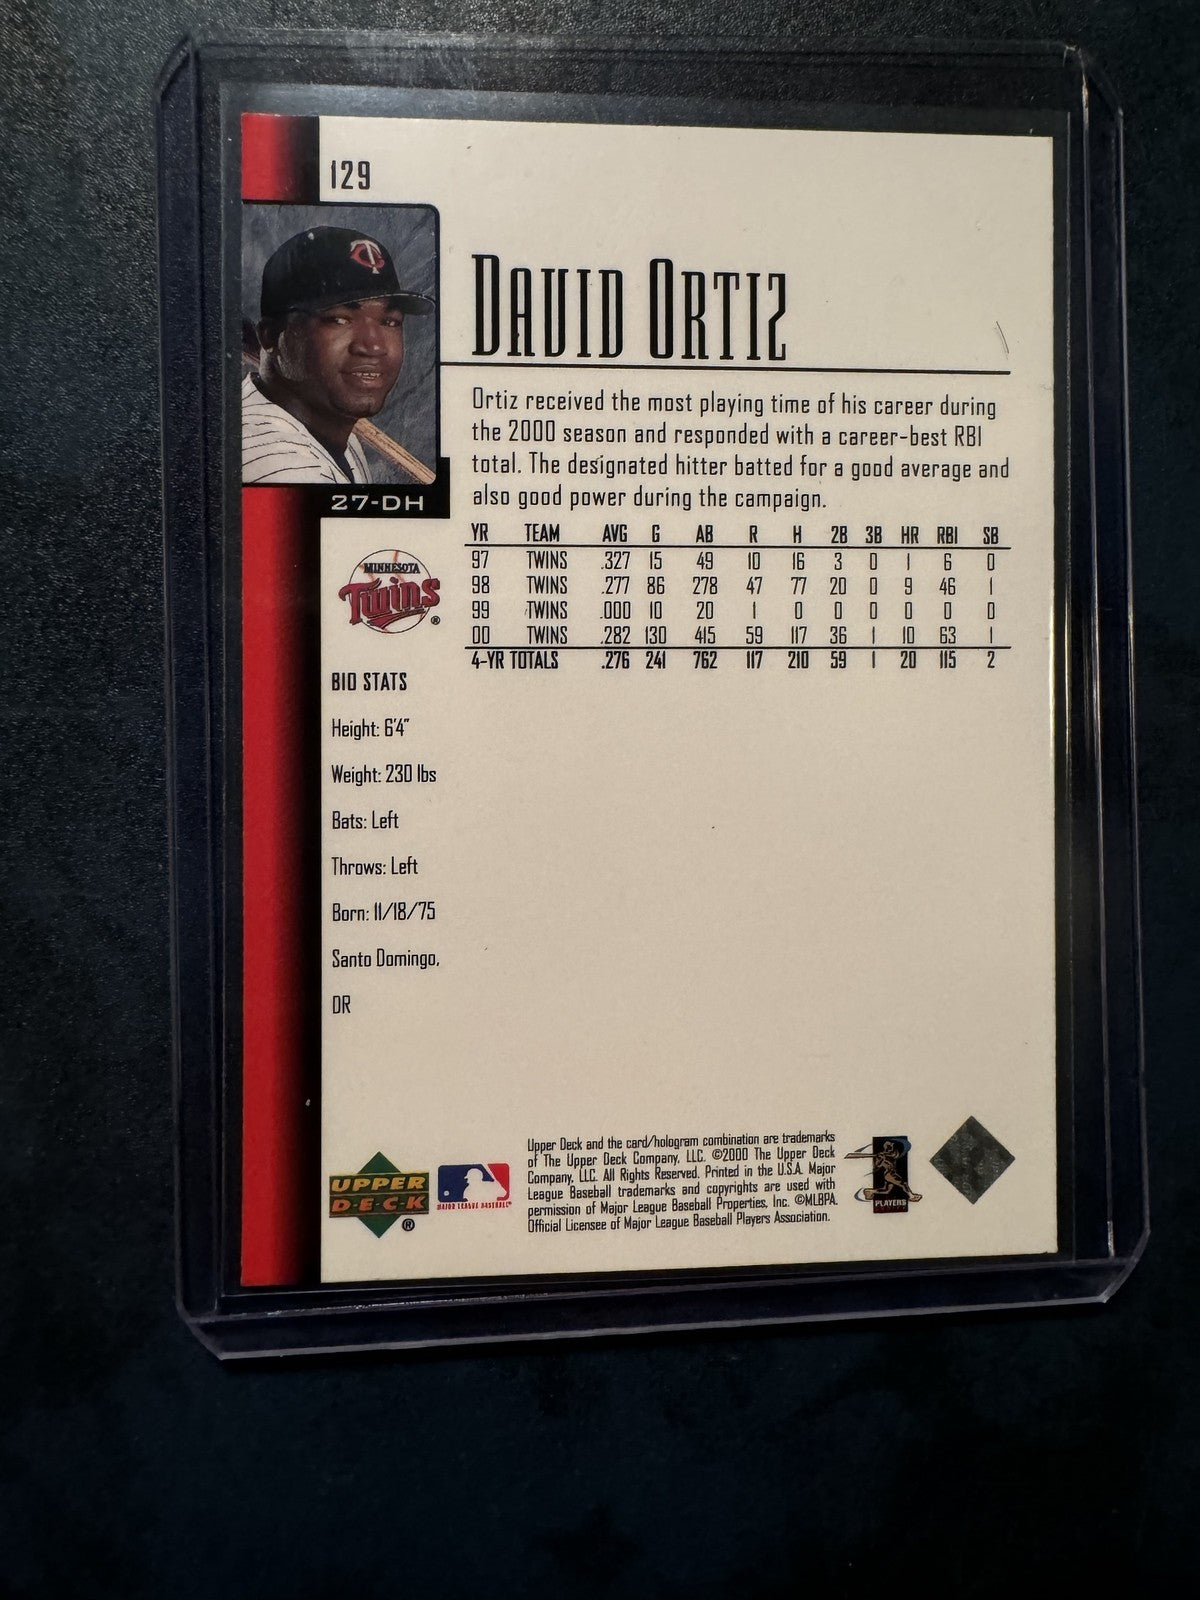 129
DAVID ORTIZ
Ortiz received the most playing time of his career during
the 2000 season and responded with a career-best RBI
total. The designated hitter batted for a good average and
also good power during the campaign.
27-DH
YR TEAM AVG G AB R H 2B 3B HR RBI SB
97 TWINS .327 15 49 10 16 3 0 1 6 0
98 TWINS .277 86 278 47 77 20 0 9 46 1
99 TWINS .000 10 20 1 0 0 0 0 0 0
00 TWINS .282 130 415 59 117 36 1 10 63 1
4-YR TOTALS .276 241 762 117 210 59 1 20 115 2
MINNESOTA
Twins®
BIO STATS
Height: 6'4"
Weight: 230 lbs
Bats: Left
Throws: Left
Born: 11/18/75
Santo Domingo,
DR
UPPER
D·E·C·K
®
MAJOR LEAGUE BASEBALL®
Upper Deck and the card/hologram combination are trademarks
of The Upper Deck Company, LLC. ©2000 The Upper Deck
Company, LLC. All Rights Reserved. Printed in the U.S.A. Major
League Baseball trademarks and copyrights are used with
permission of Major League Baseball Properties, Inc. ©MLBPA.
Official Licensee of Major League Baseball Players Association.
PLAYERS